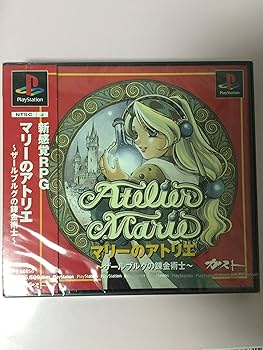 PlayStation
PlayStation
NTSC J
新感覚RPG
マリーのアトリエ
〜ザールブルグの錬金術士〜
Atelier
Marie
マリーのアトリエ
〜ザールブルグの錬金術士〜
ガスト